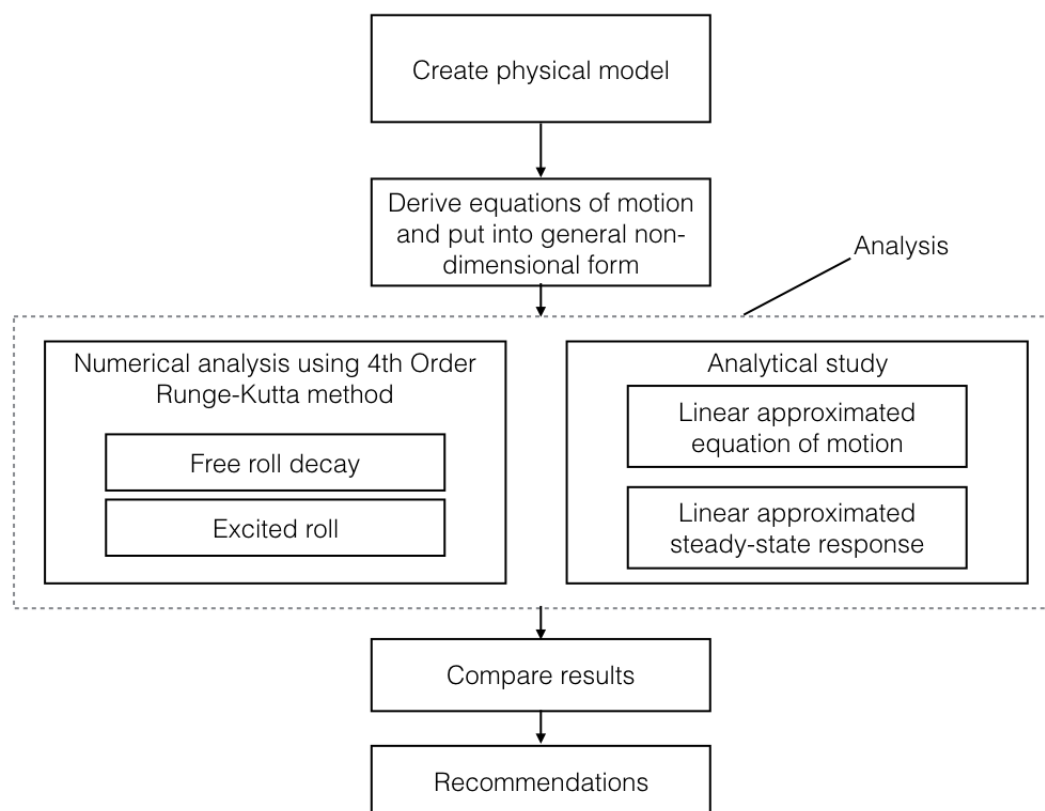 Create physical model
Derive equations of motion
and put into general non-
dimensional form
Analysis
Numerical analysis using 4th Order
Runge-Kutta method
Free roll decay
Excited roll
Analytical study
Linear approximated
equation of motion
Linear approximated
steady-state response
Compare results
Recommendations